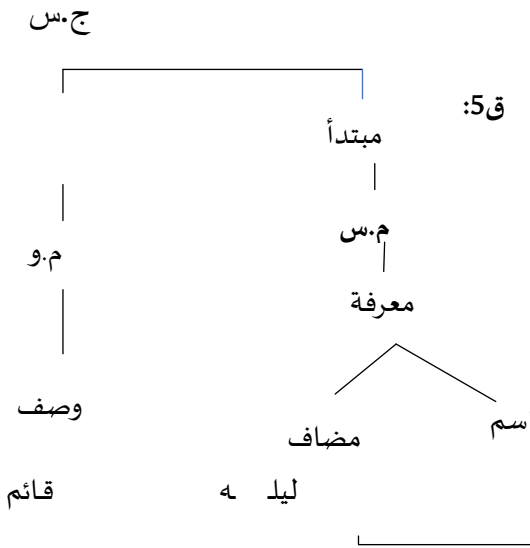 ج.س
ق5:
مبتدأ
م.س
م.و
معرفة
وصف
سم
مضاف
ليلـ ـه
قائم